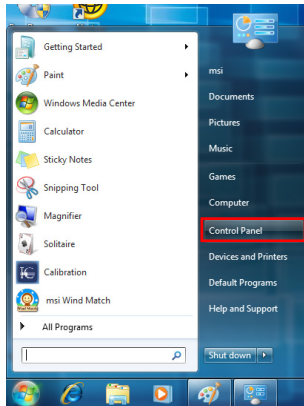 Getting Started
Paint
Windows Media Center
Calculator
Sticky Notes
Snipping Tool
Magnifier
Solitaire
Calibration
msi Wind Match
All Programs
msi
Documents
Pictures
Music
Games
Computer
Control Panel
Devices and Printers
Default Programs
Help and Support
Shut down